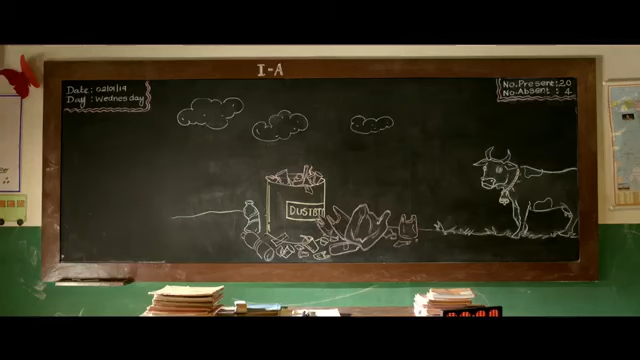 I-A
Date : 02/01/19
Day : Wednesday
No. Present : 20
No. Absent : 4
DUSTBIN